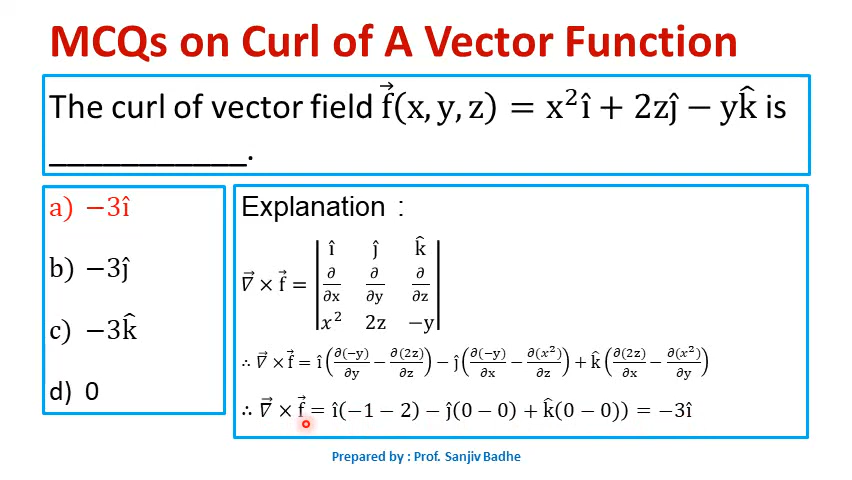 MCQs on Curl of A Vector Function
The curl of vector field f⃗(x, y, z) = x²î + 2zĵ − yk̂ is
____________.
a) −3î
b) −3ĵ
c) −3k̂
d) 0
Explanation :
∇⃗ × f⃗ = | î ĵ k̂ |
| ∂/∂x ∂/∂y ∂/∂z |
| x² 2z −y |
∴ ∇⃗ × f⃗ = î(∂(−y)/∂y − ∂(2z)/∂z) − ĵ(∂(−y)/∂x − ∂(x²)/∂z) + k̂(∂(2z)/∂x − ∂(x²)/∂y)
∴ ∇⃗ × f⃗ = î(−1 − 2) − ĵ(0 − 0) + k̂(0 − 0)) = −3î
Prepared by : Prof. Sanjiv Badhe